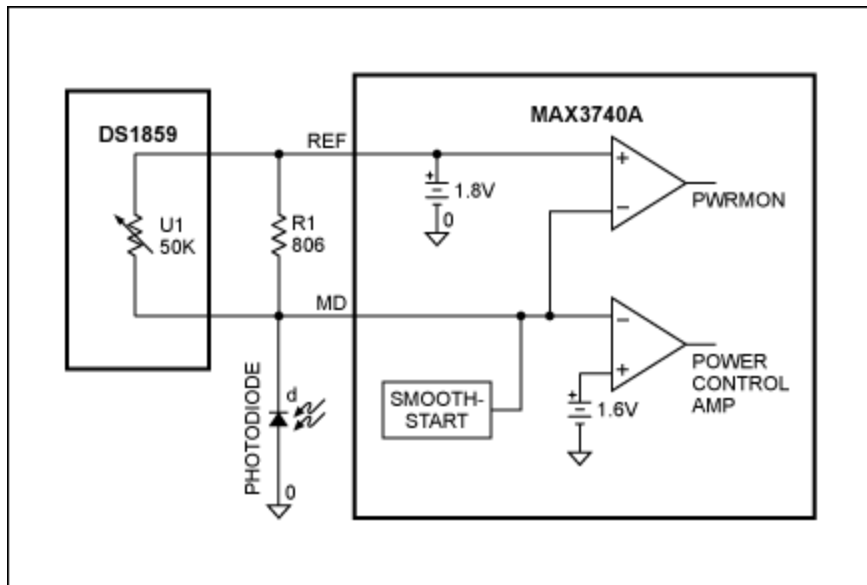 DS1859
U1
50K
REF
R1
806
MD
PHOTODIODE
d
0
MAX3740A
+
1.8V
0
+
−
PWRMON
−
+
POWER
CONTROL
AMP
+
1.6V
SMOOTH-
START